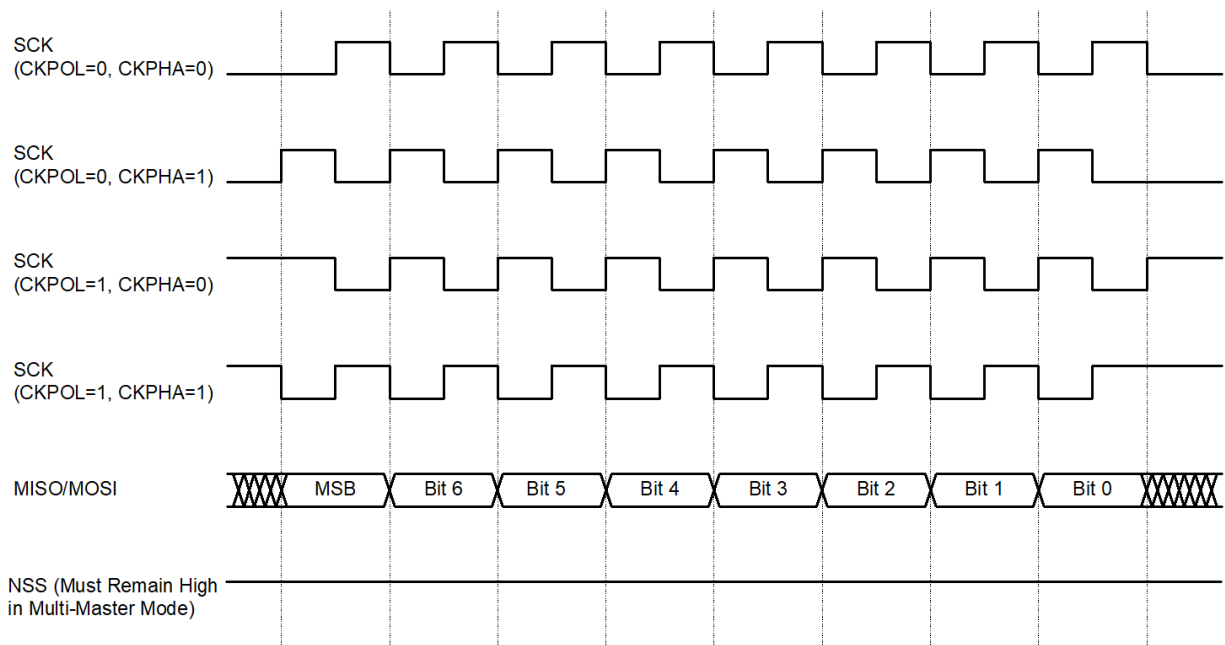 SCK
(CKPOL=0, CKPHA=0)
SCK
(CKPOL=0, CKPHA=1)
SCK
(CKPOL=1, CKPHA=0)
SCK
(CKPOL=1, CKPHA=1)
MISO/MOSI
MSB
Bit 6
Bit 5
Bit 4
Bit 3
Bit 2
Bit 1
Bit 0
NSS (Must Remain High
in Multi-Master Mode)